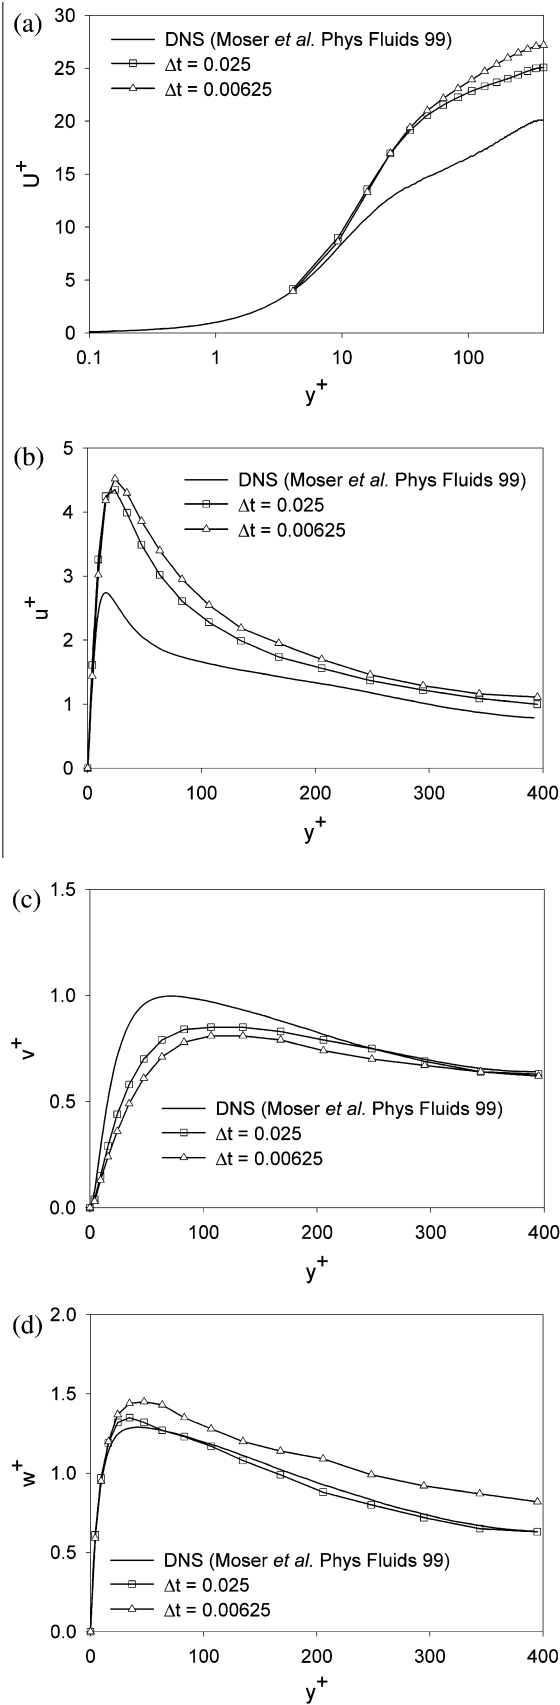 (a)
30
25
20
15
10
5
0
U+
DNS (Moser et al. Phys Fluids 99)
Δt = 0.025
Δt = 0.00625
0.1 1 10 100
y+
(b)
5
4
3
2
1
0
u+
DNS (Moser et al. Phys Fluids 99)
Δt = 0.025
Δt = 0.00625
0 100 200 300 400
y+
(c)
1.5
1.0
0.5
0.0
v+
DNS (Moser et al. Phys Fluids 99)
Δt = 0.025
Δt = 0.00625
0 100 200 300 400
y+
(d)
2.0
1.5
1.0
0.5
0.0
w+
DNS (Moser et al. Phys Fluids 99)
Δt = 0.025
Δt = 0.00625
0 100 200 300 400
y+